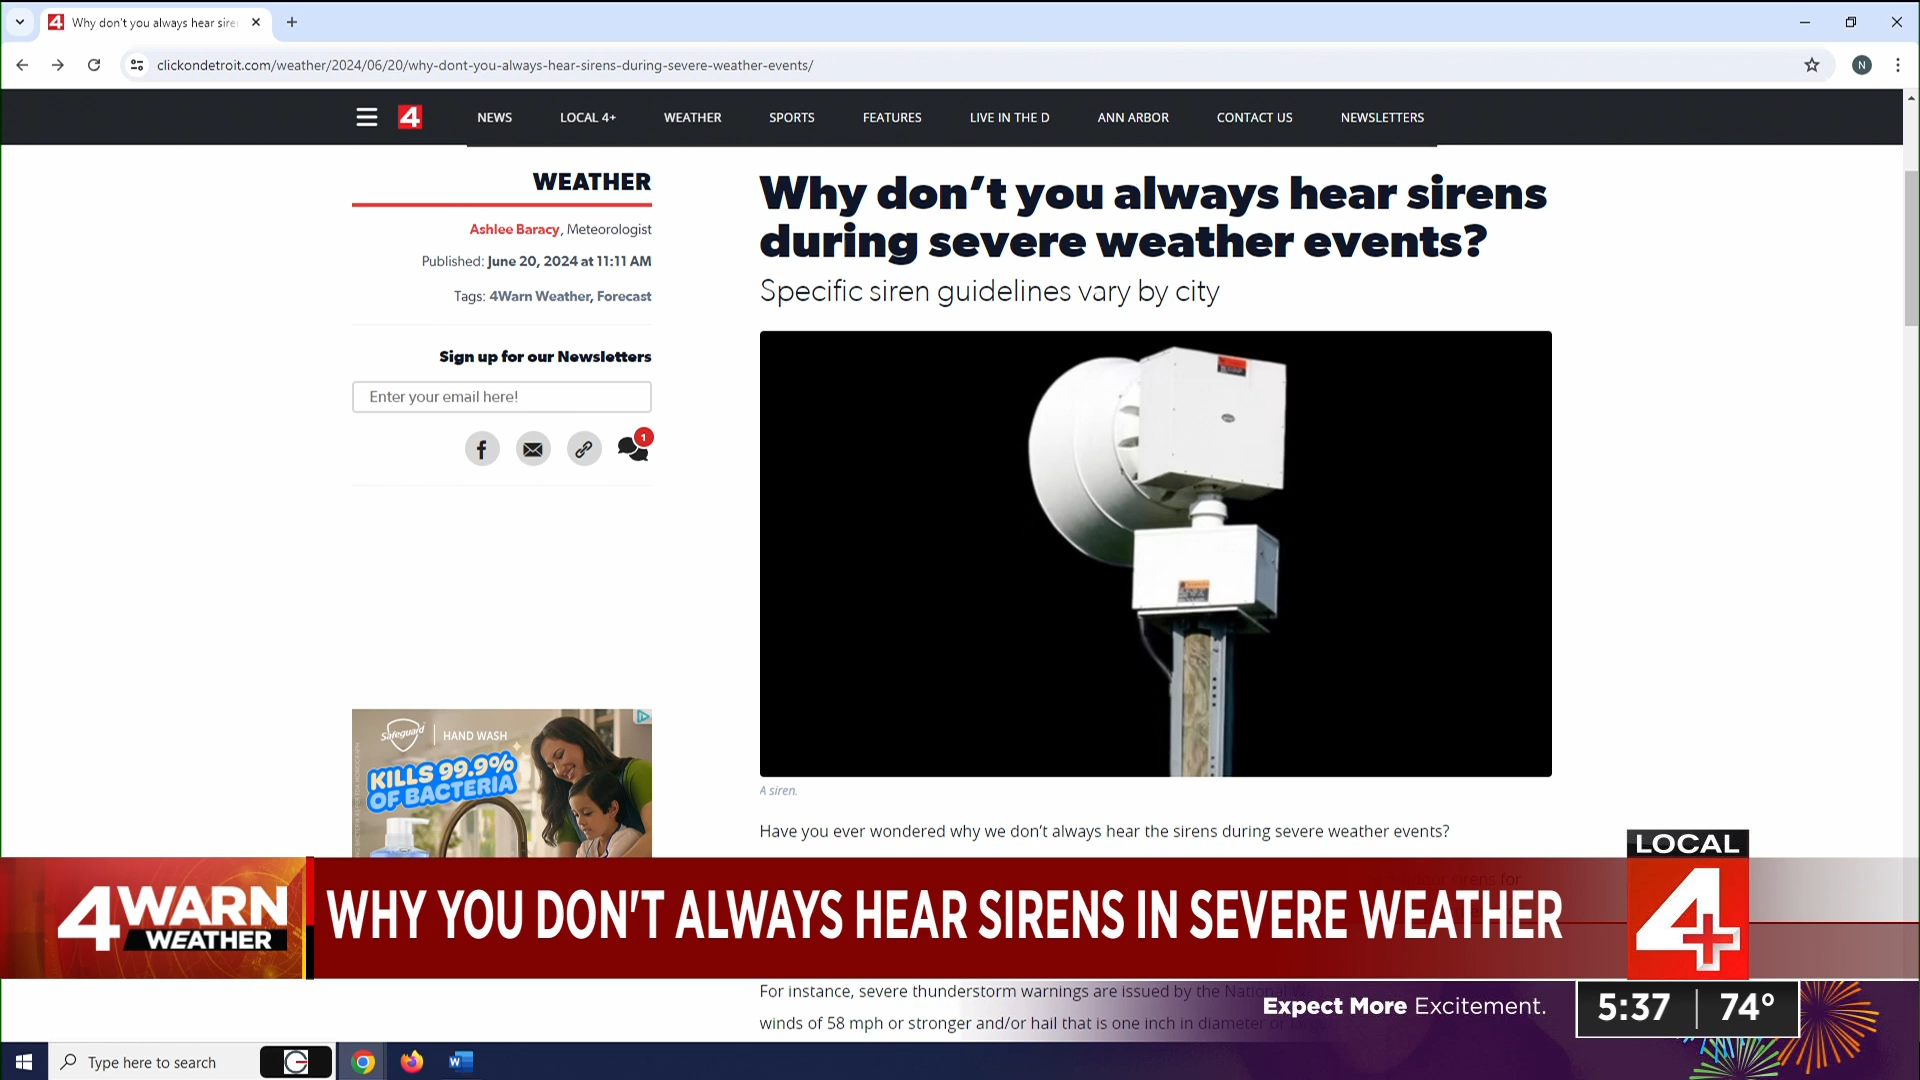 Why don't you always hear sire
clickondetroit.com/weather/2024/06/20/why-dont-you-always-hear-sirens-during-severe-weather-events/
N
4
NEWS
LOCAL 4+
WEATHER
SPORTS
FEATURES
LIVE IN THE D
ANN ARBOR
CONTACT US
NEWSLETTERS
WEATHER
Ashlee Baracy, Meteorologist
Published: June 20, 2024 at 11:11 AM
Tags: 4Warn Weather, Forecast
Sign up for our Newsletters
Enter your email here!
1
Why don’t you always hear sirens
during severe weather events?
Specific siren guidelines vary by city
A siren.
Have you ever wondered why we don’t always hear the sirens during severe weather events?
Safeguard HAND WASH
KILLS 99.9%
OF BACTERIA
sirens for
4WARN
WEATHER
WHY YOU DON'T ALWAYS HEAR SIRENS IN SEVERE WEATHER
LOCAL
4+
For instance, severe thunderstorm warnings are issued by the National
winds of 58 mph or stronger and/or hail that is one inch in diameter or
Expect More Excitement.
5:37 74°
Type here to search